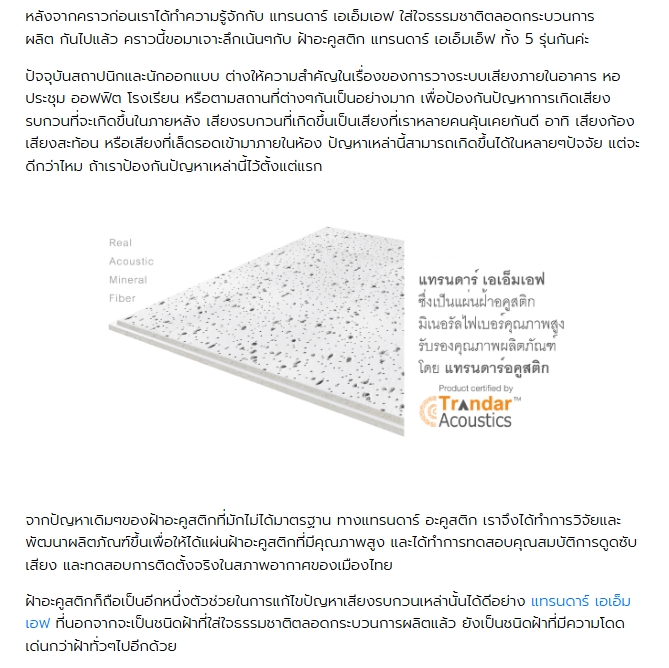 หลังจากคราวก่อนเราได้ทำความรู้จักกับ แทรนดาร์ เอเอ็มเอฟ ใส่ใจธรรมชาติตลอดกระบวนการ
ผลิต กันไปแล้ว คราวนี้ขอมาเจาะลึกเน้นๆกับ ฝ้าอะคูสติก แทรนดาร์ เอเอ็มเอ็ฟ ทั้ง 5 รุ่นกันค่ะ
ปัจจุบันสถาปนิกและนักออกแบบ ต่างให้ความสำคัญในเรื่องของการวางระบบเสียงภายในอาคาร หอ
ประชุม ออฟฟิต โรงเรียน หรือตามสถานที่ต่างๆกันเป็นอย่างมาก เพื่อป้องกันปัญหาการเกิดเสียง
รบกวนที่จะเกิดขึ้นในภายหลัง เสียงรบกวนที่เกิดขึ้นเป็นเสียงที่เราหลายคนคุ้นเคยกันดี อาทิ เสียงก้อง
เสียงสะท้อน หรือเสียงที่เล็ดรอดเข้ามาภายในห้อง ปัญหาเหล่านี้สามารถเกิดขึ้นได้ในหลายๆปัจจัย แต่จะ
ดีกว่าไหม ถ้าเราป้องกันปัญหาเหล่านี้ไว้ตั้งแต่แรก
Real
Acoustic
Mineral
Fiber
แทรนดาร์ เอเอ็มเอฟ
ซึ่งเป็นแผ่นฝ้าอคูสติก
มิเนอรัลไฟเบอร์คุณภาพสูง
รับรองคุณภาพผลิตภัณฑ์
โดย แทรนดาร์อคูสติก
Product certified by
Trandar™
Acoustics
จากปัญหาเดิมๆของฝ้าอะคูสติกที่มักไม่ได้มาตรฐาน ทางแทรนดาร์ อะคูสติก เราจึงได้ทำการวิจัยและ
พัฒนาผลิตภัณฑ์ขึ้นเพื่อให้ได้แผ่นฝ้าอะคูสติกที่มีคุณภาพสูง และได้ทำการทดสอบคุณสมบัติการดูดซับ
เสียง และทดสอบการติดตั้งจริงในสภาพอากาศของเมืองไทย
ฝ้าอะคูสติกก็ถือเป็นอีกหนึ่งตัวช่วยในการแก้ไขปัญหาเสียงรบกวนเหล่านั้นได้ดีอย่าง แทรนดาร์ เอเอ็ม
เอฟ ที่นอกจากจะเป็นชนิดฝ้าที่ใส่ใจธรรมชาติตลอดกระบวนการผลิตแล้ว ยังเป็นชนิดฝ้าที่มีความโดด
เด่นกว่าฝ้าทั่วๆไปอีกด้วย